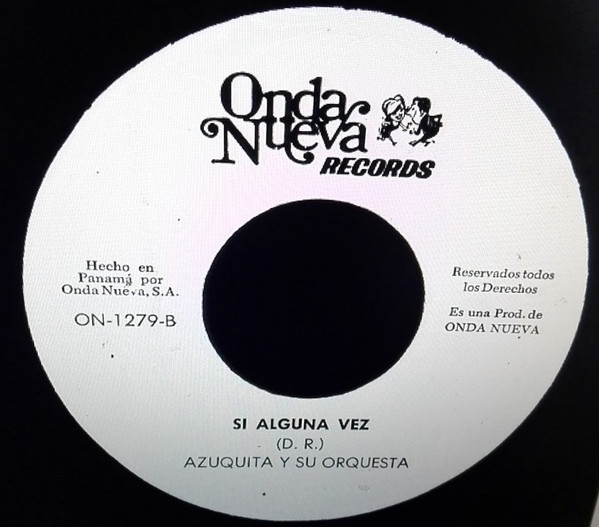 Onda
Nueva
RECORDS
Hecho en
Panamá por
Onda Nueva, S.A.
ON-1279-B
Reservados todos
los Derechos
Es una Prod. de
ONDA NUEVA
SI ALGUNA VEZ
(D. R.)
AZUQUITA Y SU ORQUESTA